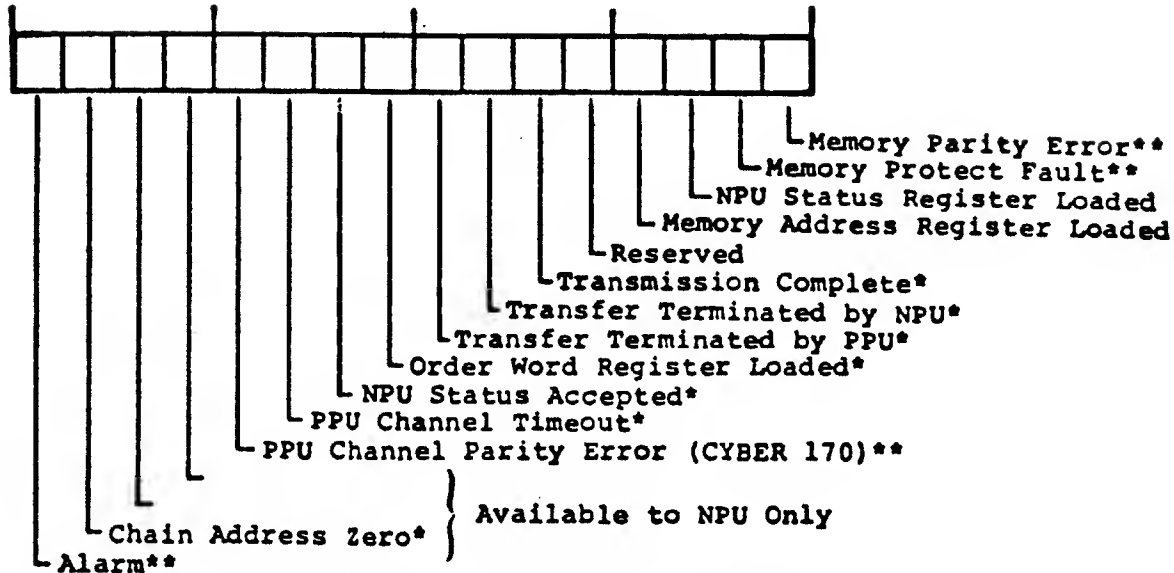 Memory Parity Error**
Memory Protect Fault**
NPU Status Register Loaded
Memory Address Register Loaded
Reserved
Transmission Complete*
Transfer Terminated by NPU*
Transfer Terminated by PPU*
Order Word Register Loaded*
NPU Status Accepted*
PPU Channel Timeout*
PPU Channel Parity Error (CYBER 170)**
Available to NPU Only
Chain Address Zero*
Alarm**